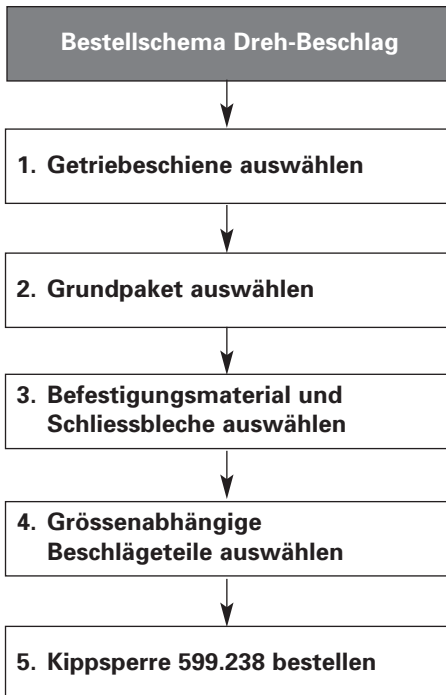 Bestellschema Dreh-Beschlag
1. Getriebeschiene auswählen
2. Grundpaket auswählen
3. Befestigungsmaterial und
Schliessbleche auswählen
4. Grössenabhängige
Beschlägeteile auswählen
5. Kippsperre 599.238 bestellen